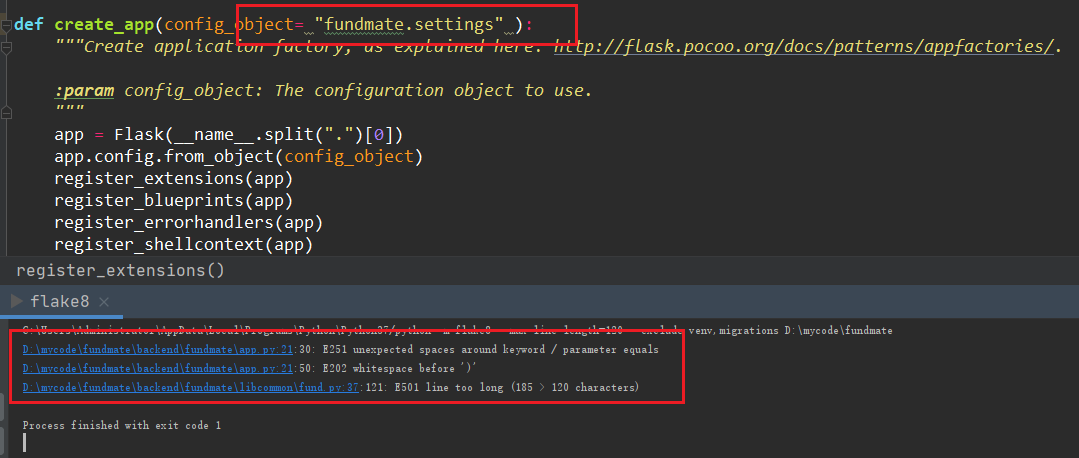 def create_app(config_object= "fundmate.settings" ):
"""Create application factory, as explained here: http://flask.pocoo.org/docs/patterns/appfactories/.
:param config_object: The configuration object to use.
"""
app = Flask(__name__.split(".")[0])
app.config.from_object(config_object)
register_extensions(app)
register_blueprints(app)
register_errorhandlers(app)
register_shellcontext(app)
register_extensions()
flake8
C:\Users\Administrator\AppData\Local\Programs\Python\Python37/python -m flake8 --max-line-length=120 --exclude venv,migrations D:\mycode\fundmate
D:\mycode\fundmate\backend\fundmate\app.py:21:30: E251 unexpected spaces around keyword / parameter equals
D:\mycode\fundmate\backend\fundmate\app.py:21:50: E202 whitespace before ')'
D:\mycode\fundmate\backend\fundmate\libcommon\fund.py:37:121: E501 line too long (185 > 120 characters)
Process finished with exit code 1